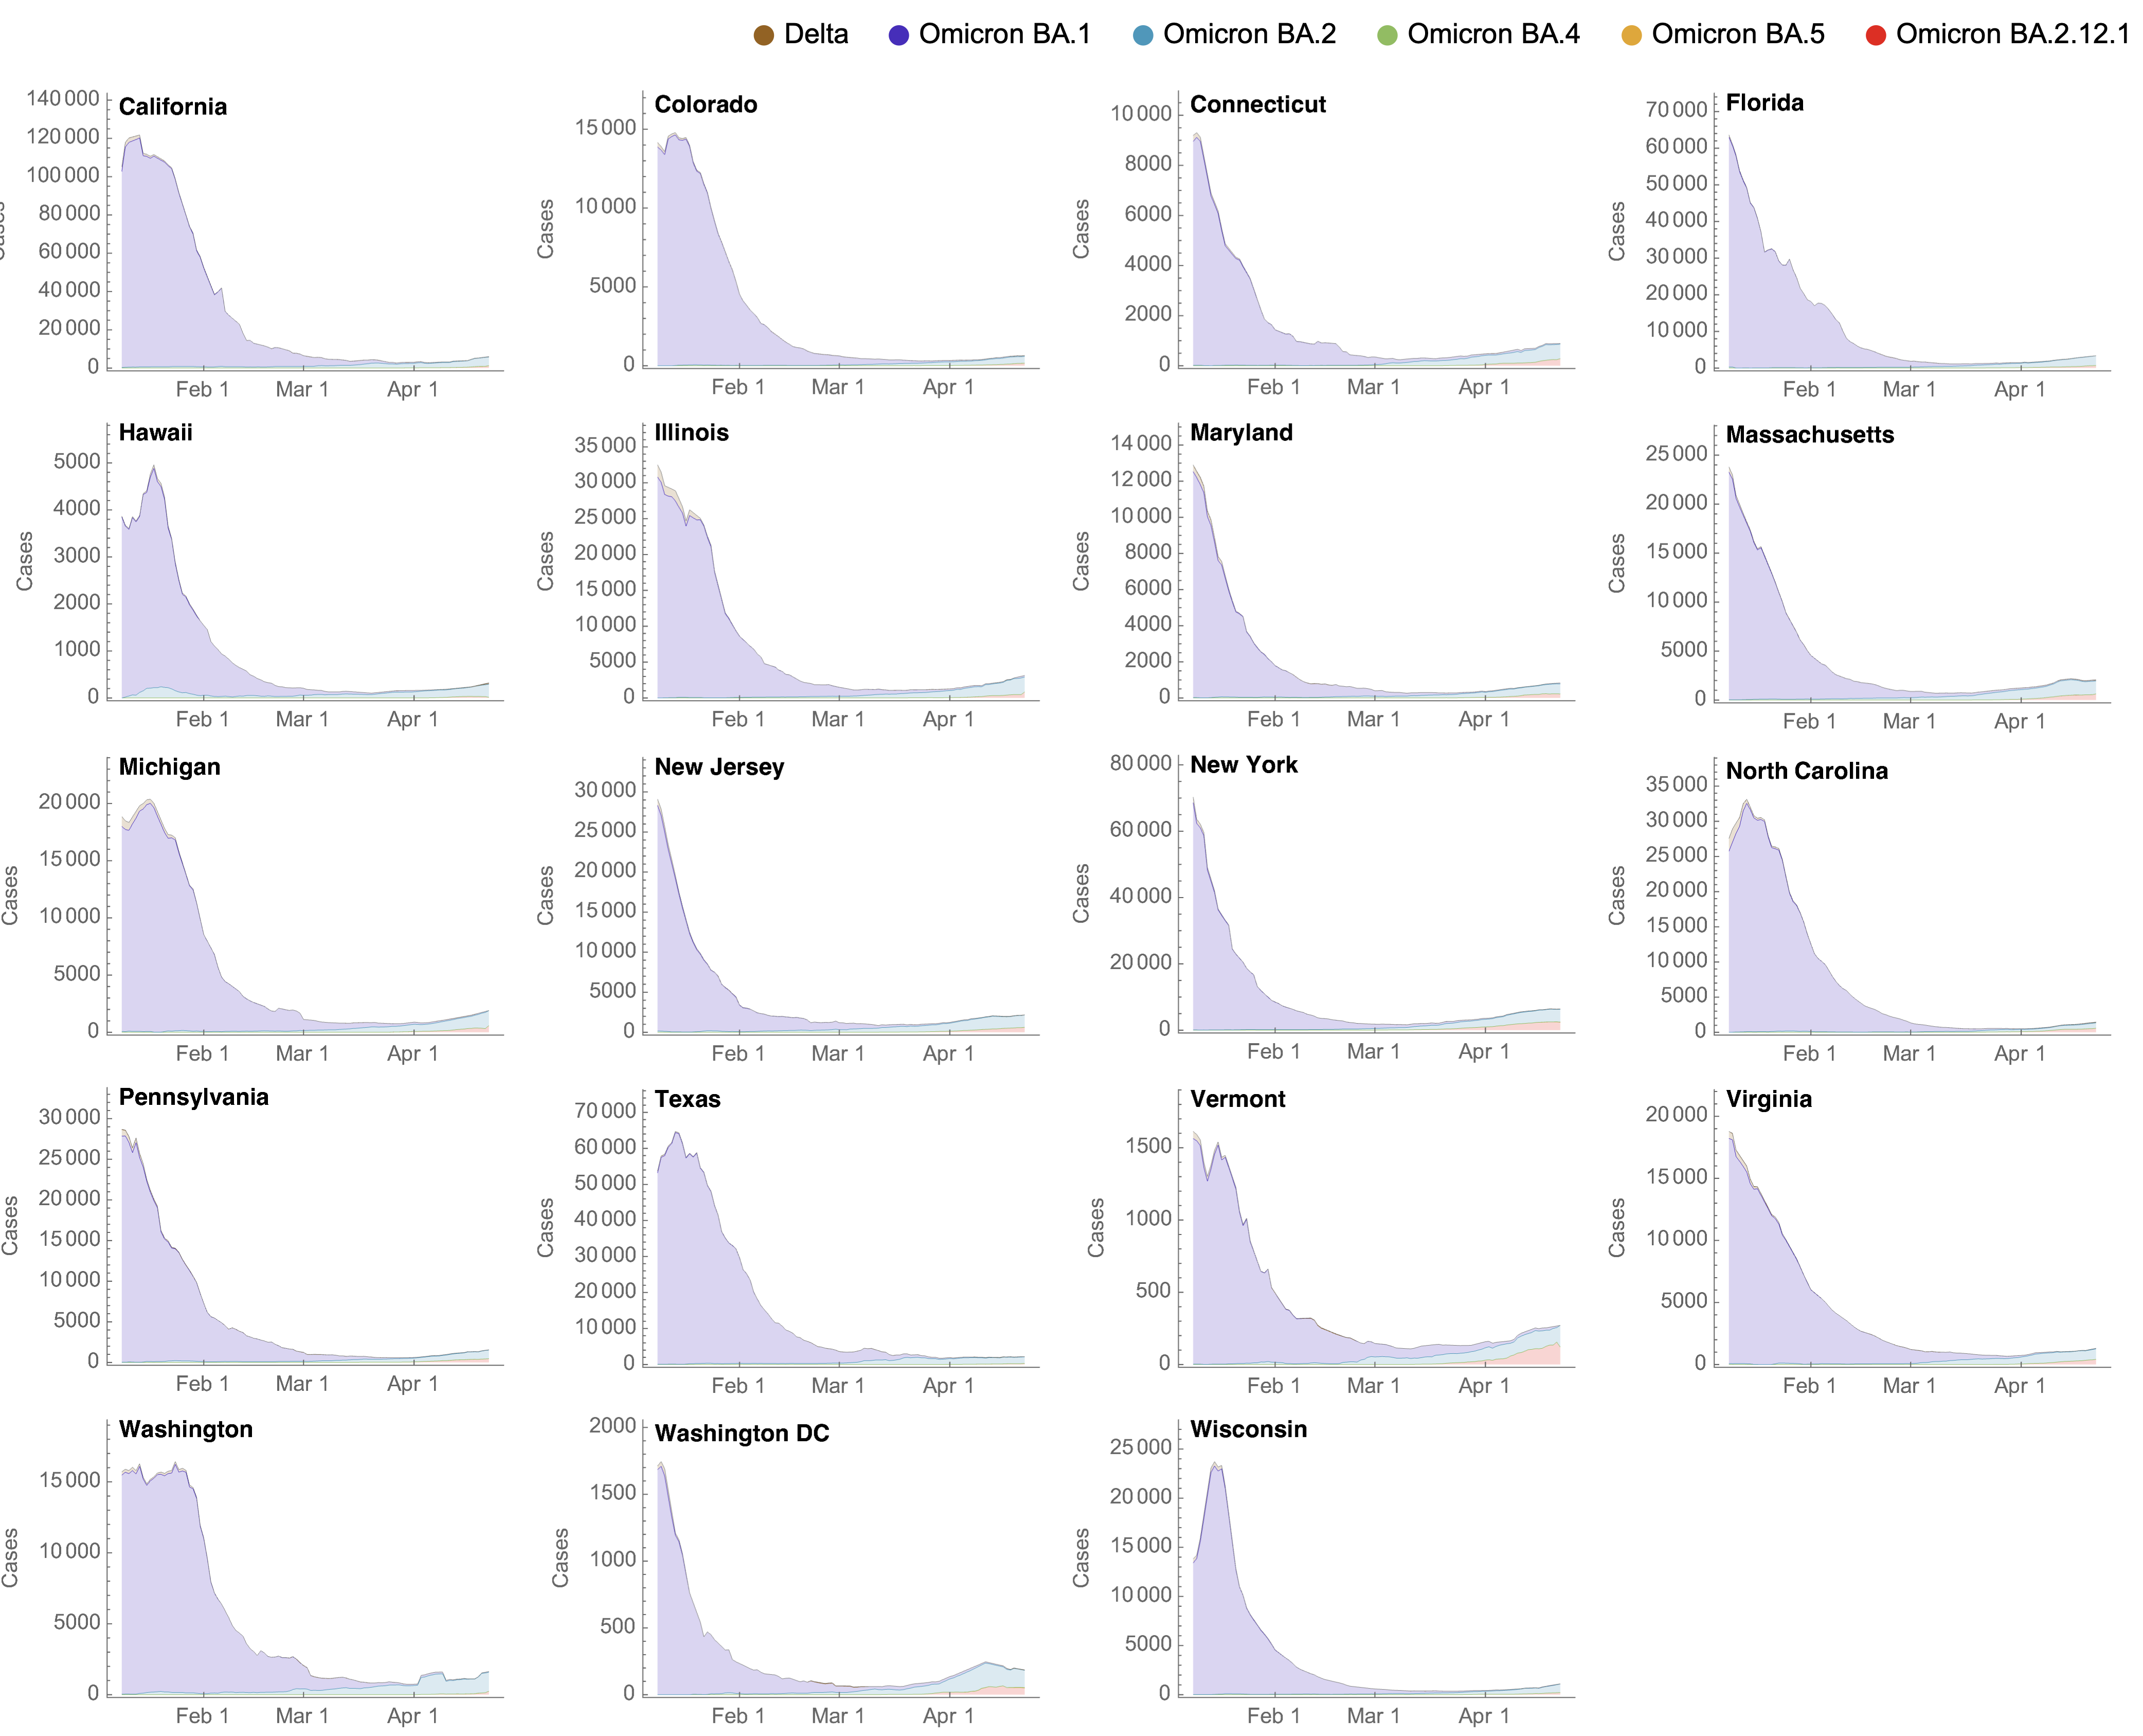 Delta Omicron BA.1 Omicron BA.2 Omicron BA.4 Omicron BA.5 Omicron BA.2.12.1
California
140 000
120 000
100 000
80 000
60 000
40 000
20 000
0
Feb 1 Mar 1 Apr 1
Colorado
Cases
15 000
10 000
5000
0
Feb 1 Mar 1 Apr 1
Connecticut
Cases
10 000
8000
6000
4000
2000
0
Feb 1 Mar 1 Apr 1
Florida
Cases
70 000
60 000
50 000
40 000
30 000
20 000
10 000
0
Feb 1 Mar 1 Apr 1
Hawaii
Cases
5000
4000
3000
2000
1000
0
Feb 1 Mar 1 Apr 1
Illinois
Cases
35 000
30 000
25 000
20 000
15 000
10 000
5000
0
Feb 1 Mar 1 Apr 1
Maryland
Cases
14 000
12 000
10 000
8000
6000
4000
2000
0
Feb 1 Mar 1 Apr 1
Massachusetts
Cases
25 000
20 000
15 000
10 000
5000
0
Feb 1 Mar 1 Apr 1
Michigan
Cases
20 000
15 000
10 000
5000
0
Feb 1 Mar 1 Apr 1
New Jersey
Cases
30 000
25 000
20 000
15 000
10 000
5000
0
Feb 1 Mar 1 Apr 1
New York
Cases
80 000
60 000
40 000
20 000
0
Feb 1 Mar 1 Apr 1
North Carolina
Cases
35 000
30 000
25 000
20 000
15 000
10 000
5000
0
Feb 1 Mar 1 Apr 1
Pennsylvania
Cases
30 000
25 000
20 000
15 000
10 000
5000
0
Feb 1 Mar 1 Apr 1
Texas
Cases
70 000
60 000
50 000
40 000
30 000
20 000
10 000
0
Feb 1 Mar 1 Apr 1
Vermont
Cases
1500
1000
500
0
Feb 1 Mar 1 Apr 1
Virginia
Cases
20 000
15 000
10 000
5000
0
Feb 1 Mar 1 Apr 1
Washington
Cases
15 000
10 000
5000
0
Feb 1 Mar 1 Apr 1
Washington DC
Cases
2000
1500
1000
500
0
Feb 1 Mar 1 Apr 1
Wisconsin
Cases
25 000
20 000
15 000
10 000
5000
0
Feb 1 Mar 1 Apr 1